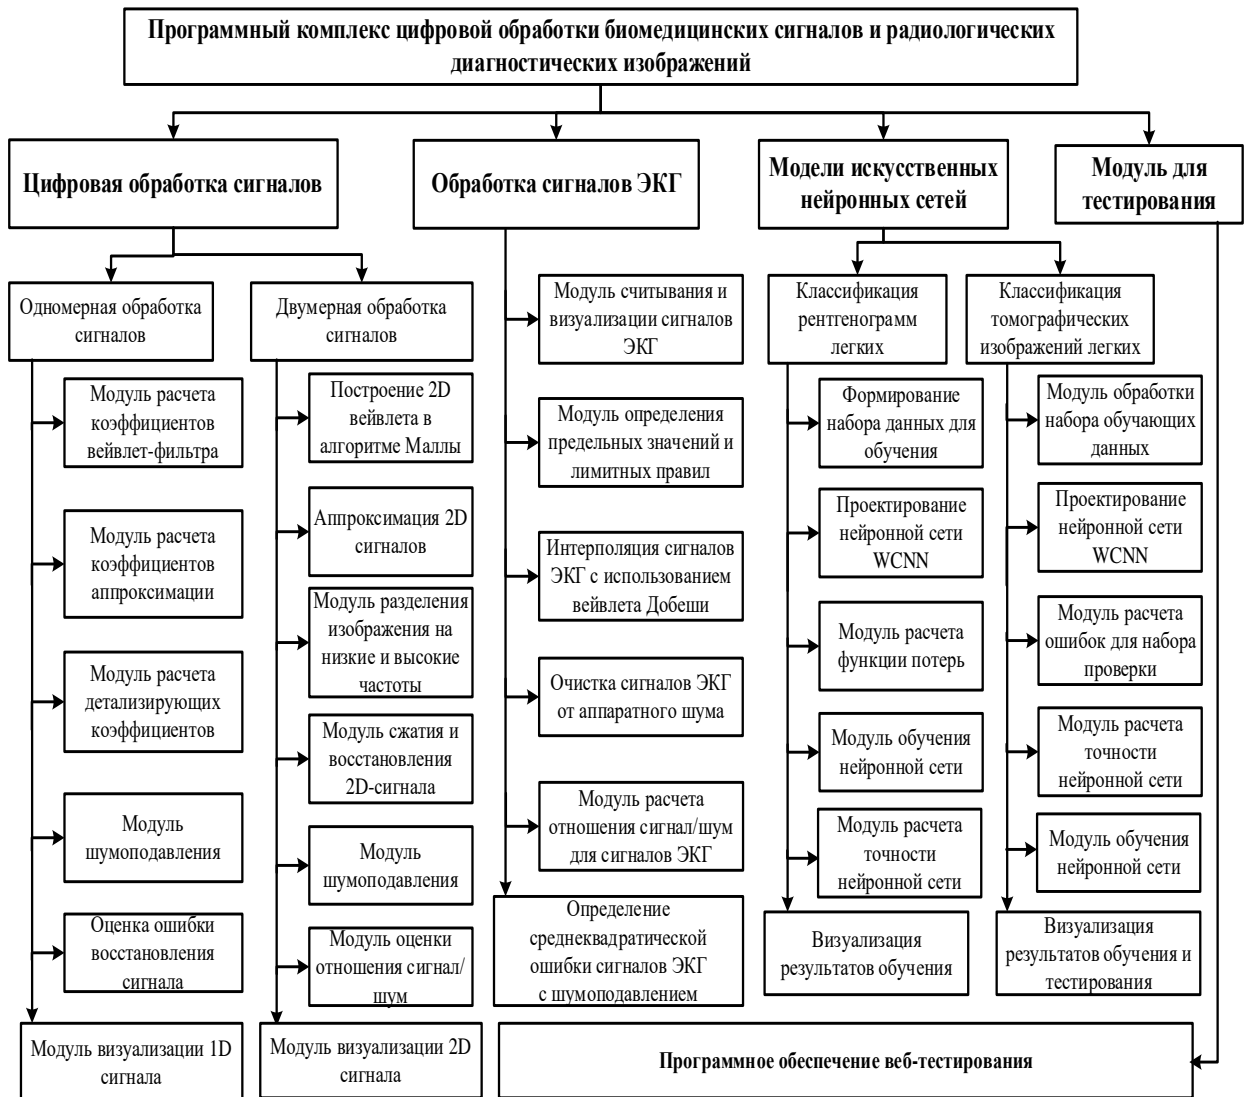 Программный комплекс цифровой обработки биомедицинских сигналов и радиологических
диагностических изображений
Цифровая обработка сигналов
Обработка сигналов ЭКГ
Модели искусственных
нейронных сетей
Модуль для
тестирования
Одномерная обработка
сигналов
Модуль расчета
коэффициентов
вейвлет-фильтра
Модуль расчета
коэффициентов
аппроксимации
Модуль расчета
детализирующих
коэффициентов
Модуль
шумоподавления
Оценка ошибки
восстановления
сигнала
Модуль визуализации 1D
сигнала
Двумерная обработка
сигналов
Построение 2D
вейвлета в
алгоритме Маллы
Аппроксимация 2D
сигналов
Модуль разделения
изображения на
низкие и высокие
частоты
Модуль сжатия и
восстановления
2D-сигнала
Модуль
шумоподавления
Модуль оценки
отношения сигнал/
шум
Модуль визуализации 2D
сигнала
Модуль считывания и
визуализации сигналов
ЭКГ
Модуль определения
предельных значений и
лимитных правил
Интерполяция сигналов
ЭКГ с использованием
вейвлета Добеши
Очистка сигналов ЭКГ
от аппаратного шума
Модуль расчета
отношения сигнал/шум
для сигналов ЭКГ
Определение
среднеквадратической
ошибки сигналов ЭКГ
с шумоподавлением
Классификация
рентгенограмм
легких
Формирование
набора данных для
обучения
Проектирование
нейронной сети
WCNN
Модуль расчета
функции потерь
Модуль обучения
нейронной сети
Модуль расчета
точности
нейронной сети
Визуализация
результатов обучения
Классификация
томографических
изображений легких
Модуль обработки
набора обучающих
данных
Проектирование
нейронной сети
WCNN
Модуль расчета
ошибок для набора
проверки
Модуль расчета
точности
нейронной сети
Модуль обучения
нейронной сети
Визуализация
результатов обучения и
тестирования
Программное обеспечение веб-тестирования